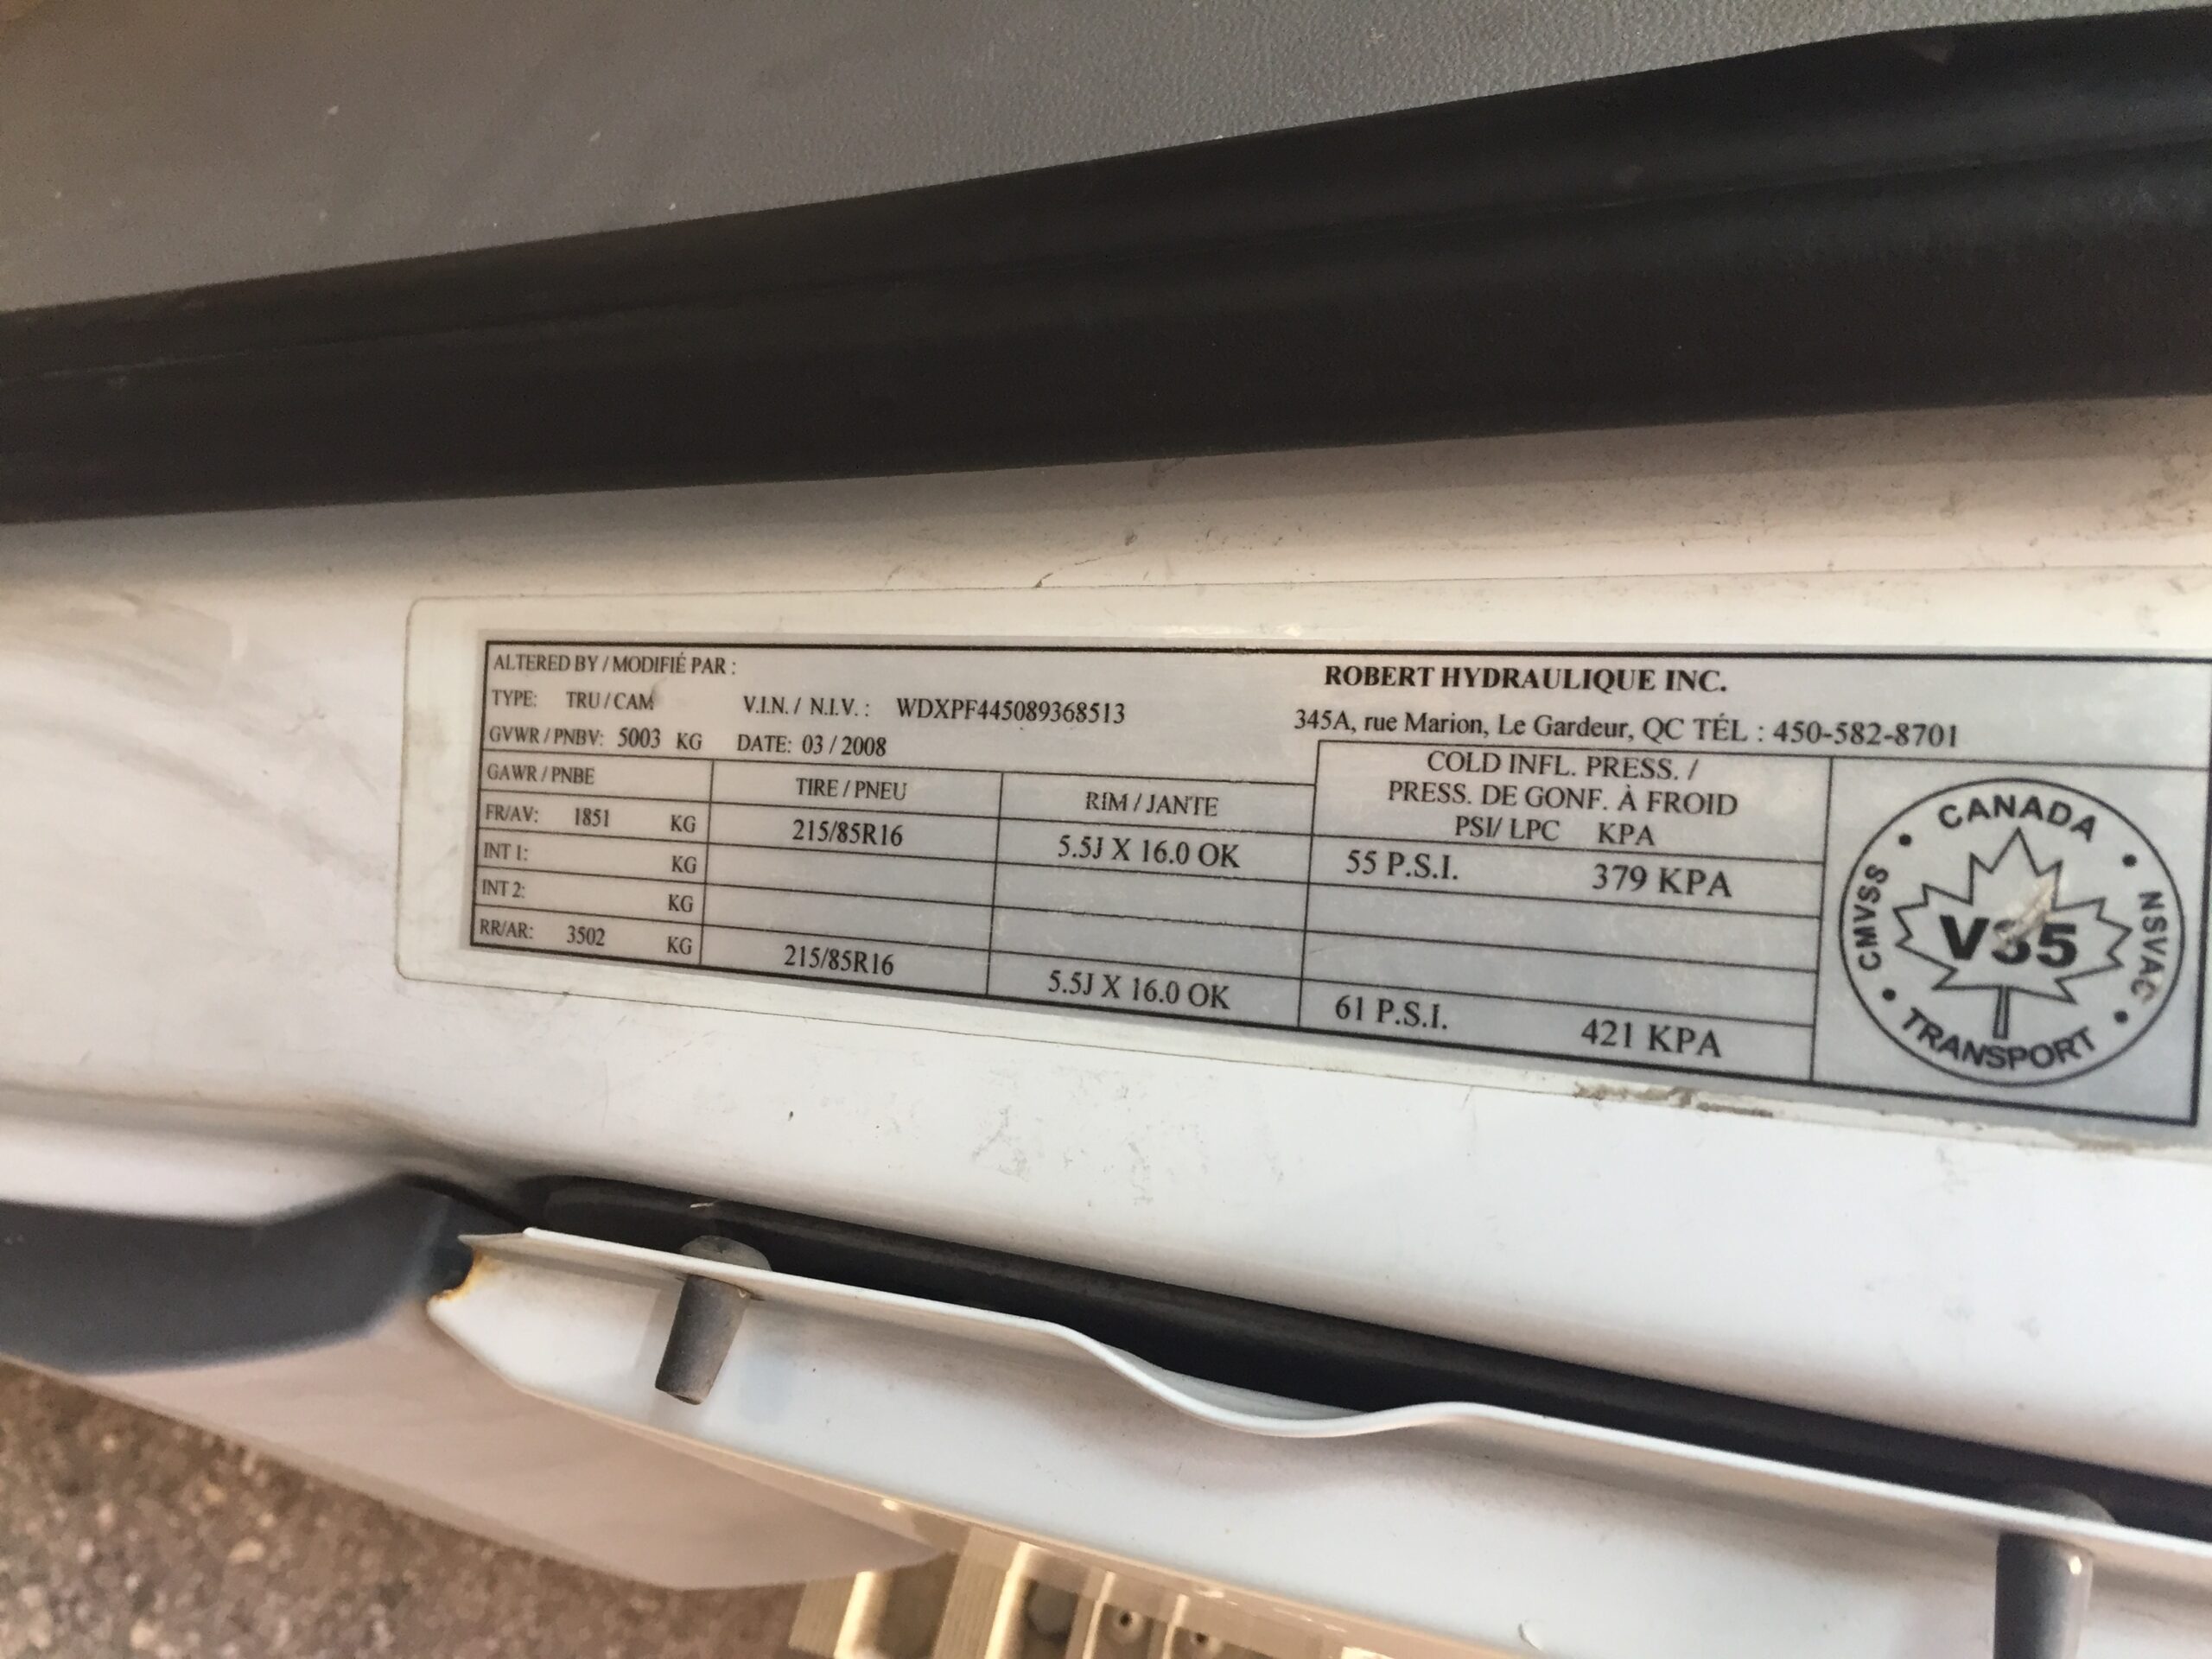 ALTERED BY / MODIFIÉ PAR :
ROBERT HYDRAULIQUE INC.
TYPE: TRU / CAM V.I.N. / N.I.V. : WDXPF445089368513
345A, rue Marion, Le Gardeur, QC TÉL : 450-582-8701
GVWR / PNBV: 5003 KG DATE: 03 / 2008
GAWR / PNBE TIRE / PNEU RIM / JANTE
COLD INFL. PRESS. /
PRESS. DE GONF. À FROID
PSI/ LPC KPA
FR/AV: 1851 KG 215/85R16 5.5J X 16.0 OK 55 P.S.I. 379 KPA
INT 1: KG
INT 2: KG
RR/AR: 3502 KG 215/85R16 5.5J X 16.0 OK 61 P.S.I. 421 KPA
CANADA
CMVSS
V35
NSVAC
TRANSPORT